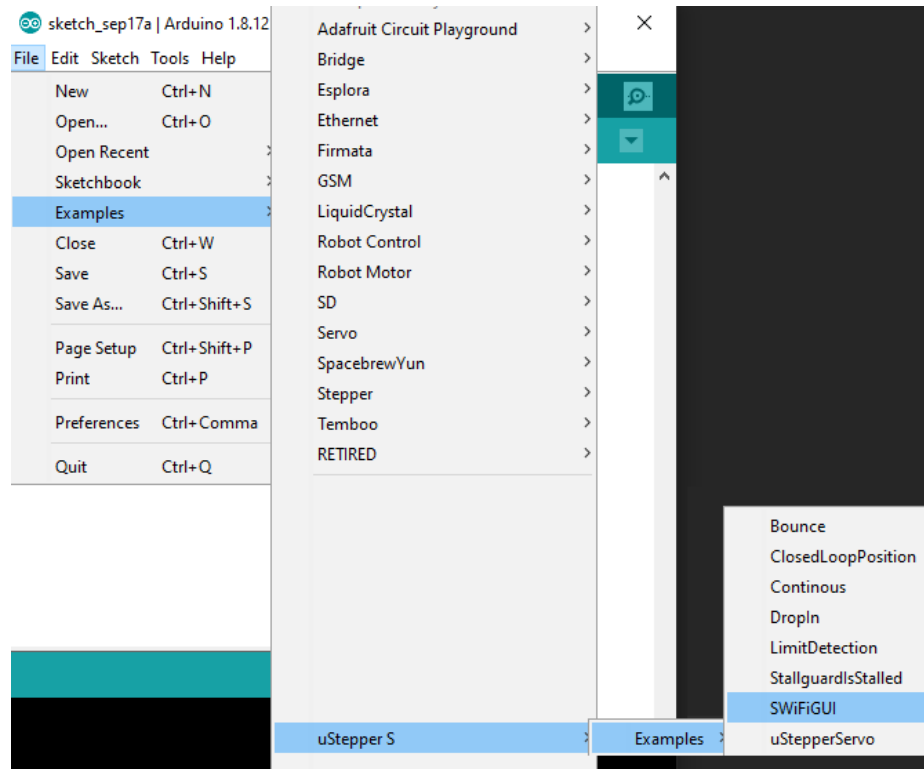 sketch_sep17a | Arduino 1.8.12
File Edit Sketch Tools Help
New Ctrl+N
Open... Ctrl+O
Open Recent
Sketchbook
Examples
Close Ctrl+W
Save Ctrl+S
Save As... Ctrl+Shift+S
Page Setup Ctrl+Shift+P
Print Ctrl+P
Preferences Ctrl+Comma
Quit Ctrl+Q
Adafruit Circuit Playground
Bridge
Esplora
Ethernet
Firmata
GSM
LiquidCrystal
Robot Control
Robot Motor
SD
Servo
SpacebrewYun
Stepper
Temboo
RETIRED
uStepper S
Examples
Bounce
ClosedLoopPosition
Continous
DropIn
LimitDetection
StallguardIsStalled
SWiFiGUI
uStepperServo